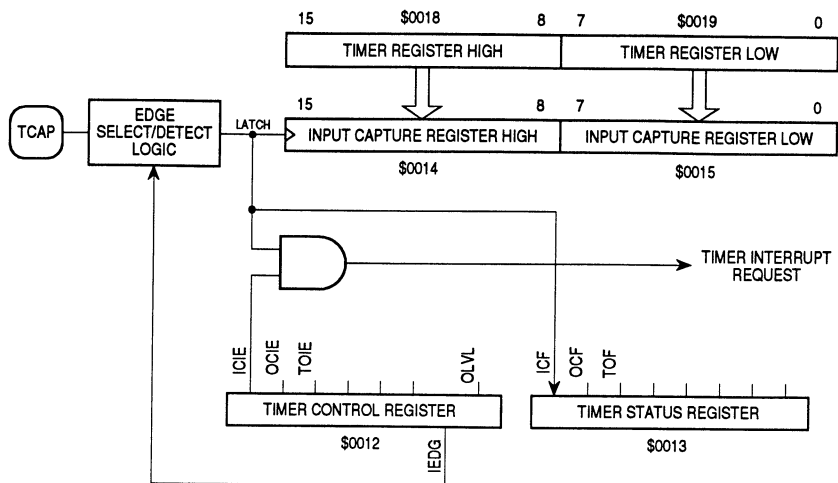 15 $0018 8 7 $0019 0
TIMER REGISTER HIGH TIMER REGISTER LOW
15 8 7 0
TCAP
EDGE
SELECT/DETECT
LOGIC
LATCH
INPUT CAPTURE REGISTER HIGH INPUT CAPTURE REGISTER LOW
$0014 $0015
TIMER INTERRUPT
REQUEST
ICIE
OCIE
TOIE
OLVL
ICF
OCF
TOF
TIMER CONTROL REGISTER
TIMER STATUS REGISTER
$0012
IEDG
$0013